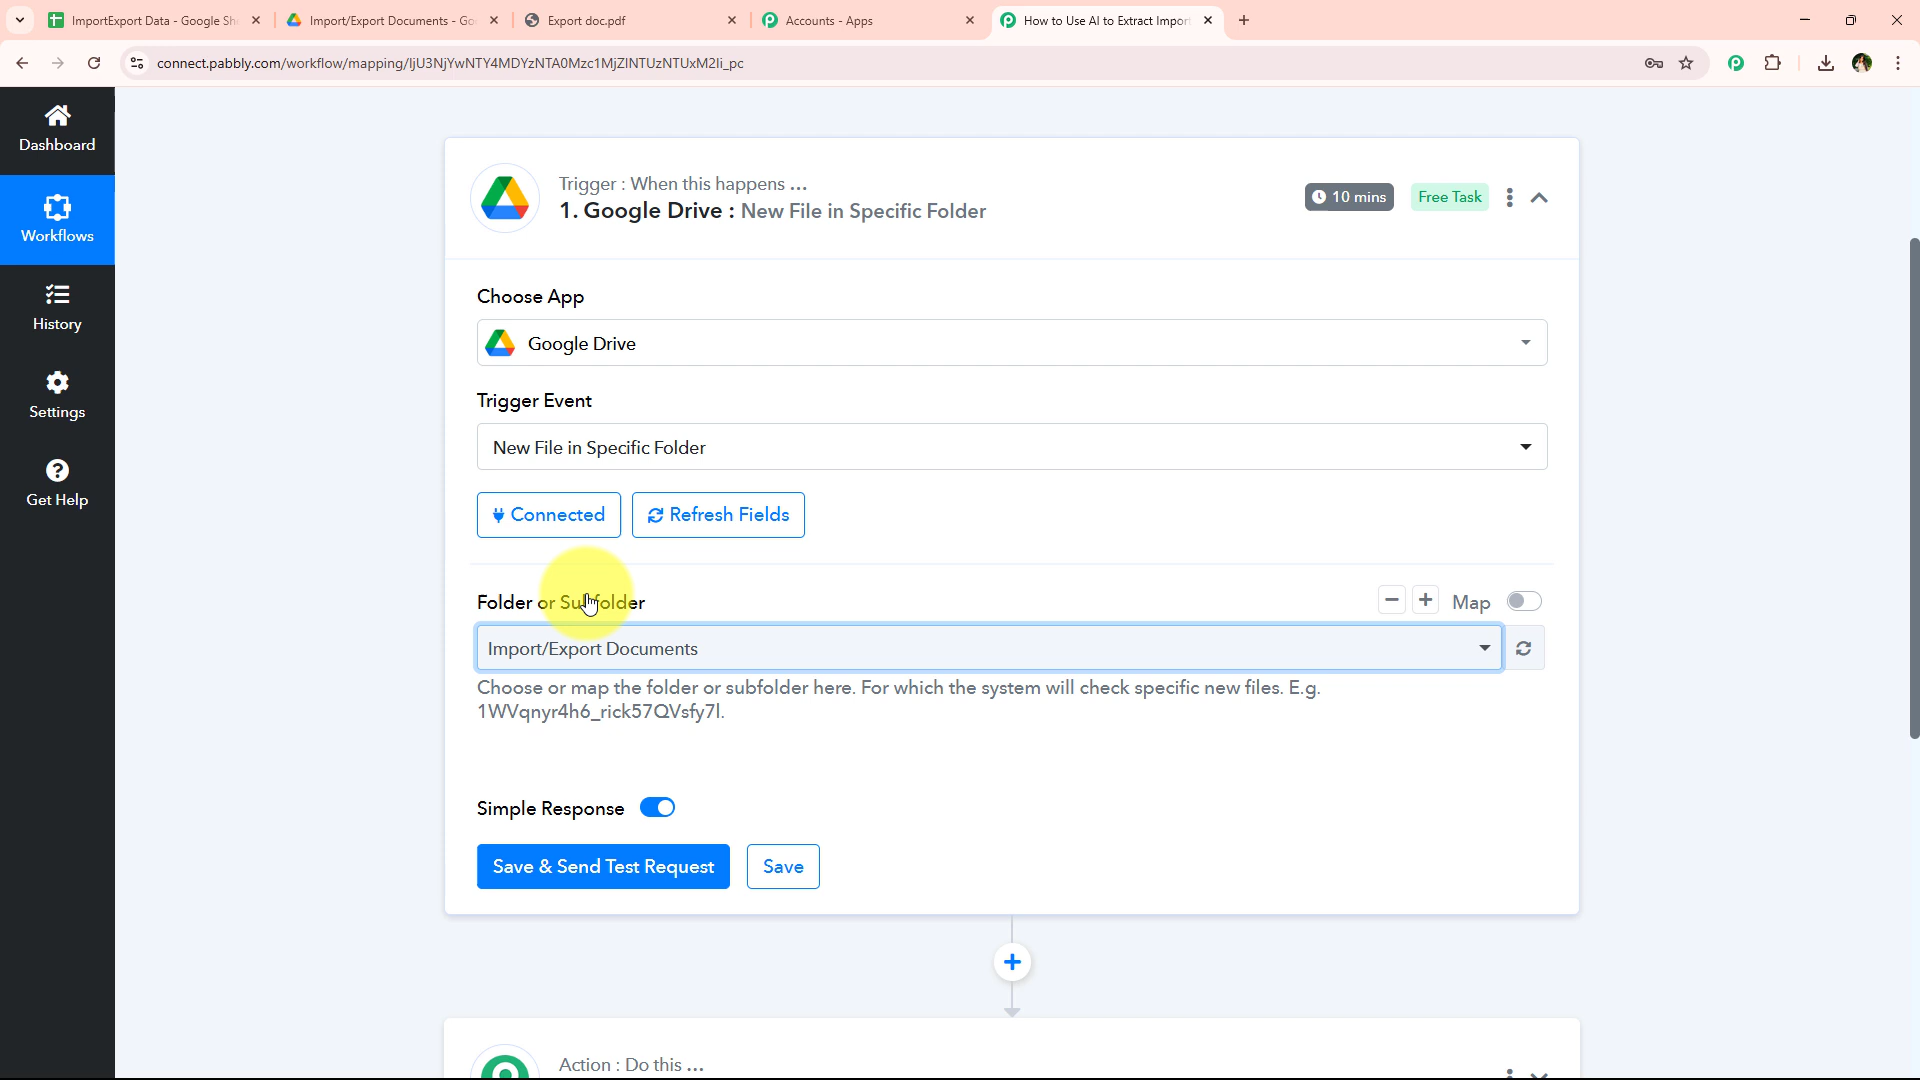 ImportExport Data - Google Sh
Import/Export Documents - Go
Export doc.pdf
Accounts - Apps
How to Use AI to Extract Impor
connect.pabbly.com/workflow/mapping/IjU3NjYwNTY4MDYzNTA0Mzc1MjZlNTUzNTUxM2Ii_pc
Dashboard
Workflows
History
Settings
Get Help
Trigger : When this happens ...
1. Google Drive : New File in Specific Folder
10 mins
Free Task
Choose App
Google Drive
Trigger Event
New File in Specific Folder
Connected
Refresh Fields
Folder or Subfolder
Map
Import/Export Documents
Choose or map the folder or subfolder here. For which the system will check specific new files. E.g.
1WVqnyr4h6_rick57QVsfy7l.
Simple Response
Save & Send Test Request
Save
Action : Do this ...